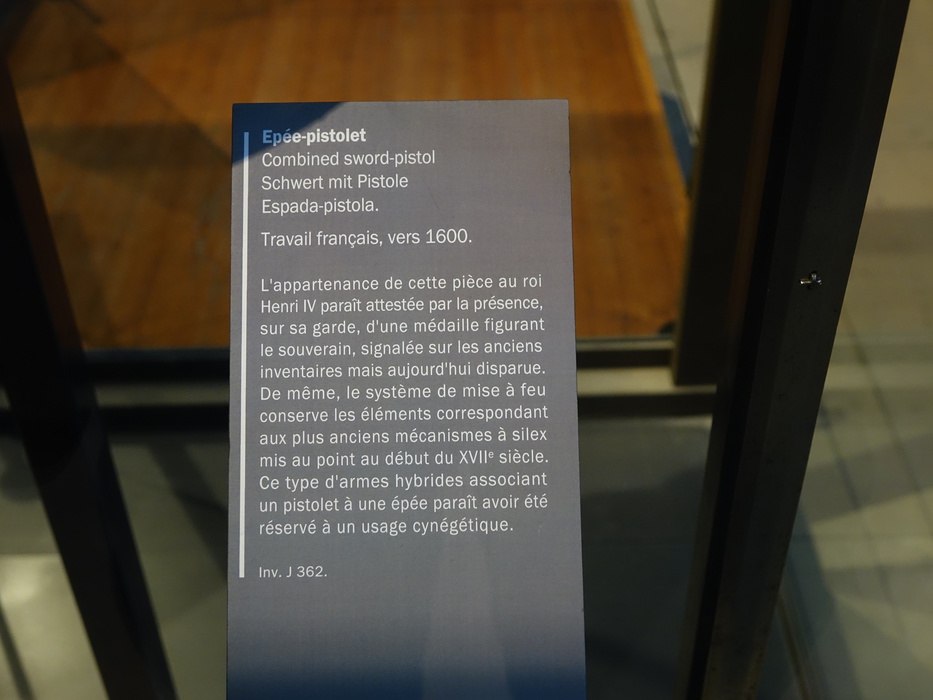 Epée-pistolet
Combined sword-pistol
Schwert mit Pistole
Espada-pistola.
Travail français, vers 1600.
L'appartenance de cette pièce au roi
Henri IV paraît attestée par la présence,
sur sa garde, d'une médaille figurant
le souverain, signalée sur les anciens
inventaires mais aujourd'hui disparue.
De même, le système de mise à feu
conserve les éléments correspondant
aux plus anciens mécanismes à silex
mis au point au début du XVIIᵉ siècle.
Ce type d'armes hybrides associant
un pistolet à une épée paraît avoir été
réservé à un usage cynégétique.
Inv. J 362.